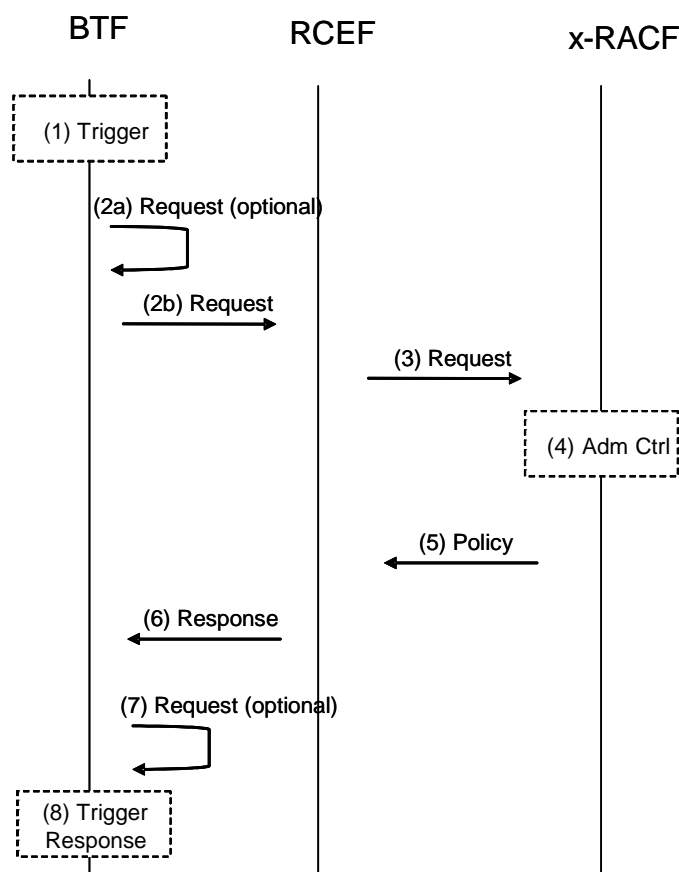 BTF
RCEF
x-RACF
(1) Trigger
(2a) Request (optional)
(2b) Request
(3) Request
(4) Adm Ctrl
(5) Policy
(6) Response
(7) Request (optional)
(8) Trigger
Response